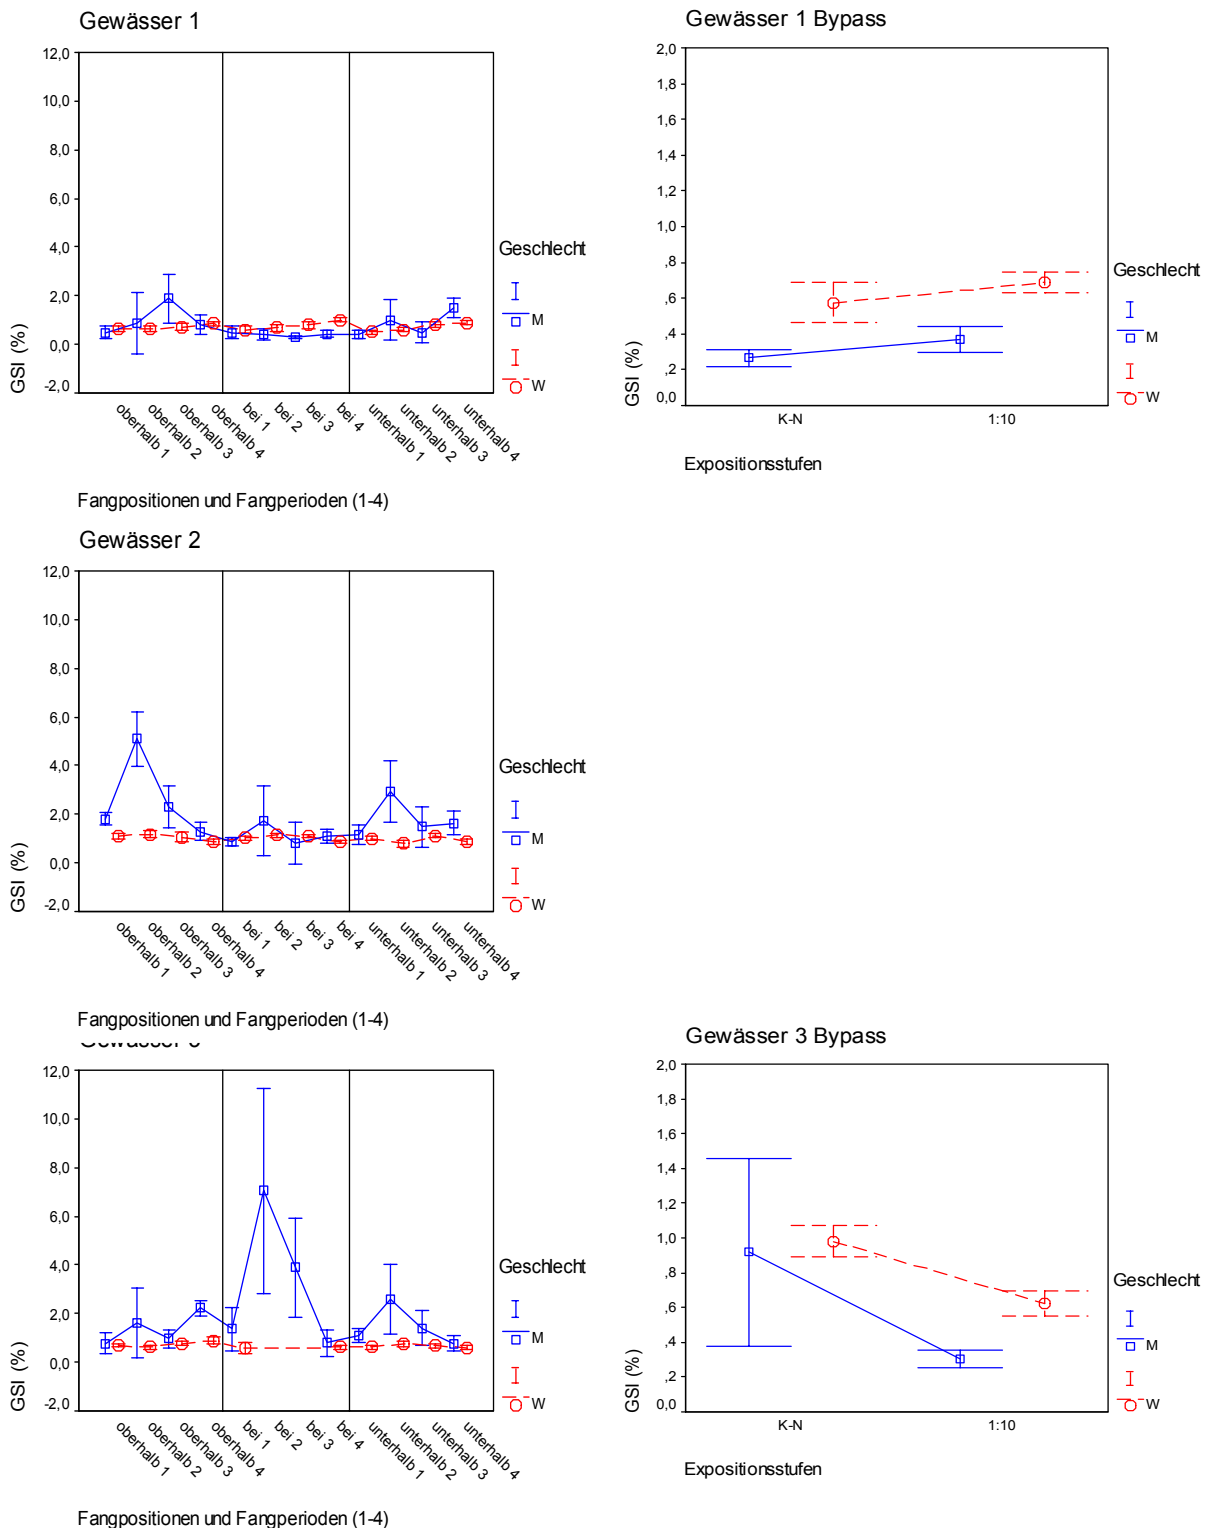 Gewässer 1
12,0
10,0
8,0
6,0
4,0
2,0
0,0
-2,0
GSI (%)
oberhalb 1
oberhalb 2
oberhalb 3
oberhalb 4
bei 1
bei 2
bei 3
bei 4
unterhalb 1
unterhalb 2
unterhalb 3
unterhalb 4
Fangpositionen und Fangperioden (1-4)
Geschlecht
M
W
Gewässer 1 Bypass
2,0
1,8
1,6
1,4
1,2
1,0
,8
,6
,4
,2
0,0
GSI (%)
K-N
1:10
Expositionsstufen
Geschlecht
M
W
Gewässer 2
12,0
10,0
8,0
6,0
4,0
2,0
0,0
-2,0
GSI (%)
oberhalb 1
oberhalb 2
oberhalb 3
oberhalb 4
bei 1
bei 2
bei 3
bei 4
unterhalb 1
unterhalb 2
unterhalb 3
unterhalb 4
Fangpositionen und Fangperioden (1-4)
Geschlecht
M
W
Gewässer 3
12,0
10,0
8,0
6,0
4,0
2,0
0,0
-2,0
GSI (%)
oberhalb 1
oberhalb 2
oberhalb 3
oberhalb 4
bei 1
bei 2
bei 3
bei 4
unterhalb 1
unterhalb 2
unterhalb 3
unterhalb 4
Fangpositionen und Fangperioden (1-4)
Geschlecht
M
W
Gewässer 3 Bypass
2,0
1,8
1,6
1,4
1,2
1,0
,8
,6
,4
,2
0,0
GSI (%)
K-N
1:10
Expositionsstufen
Geschlecht
M
W